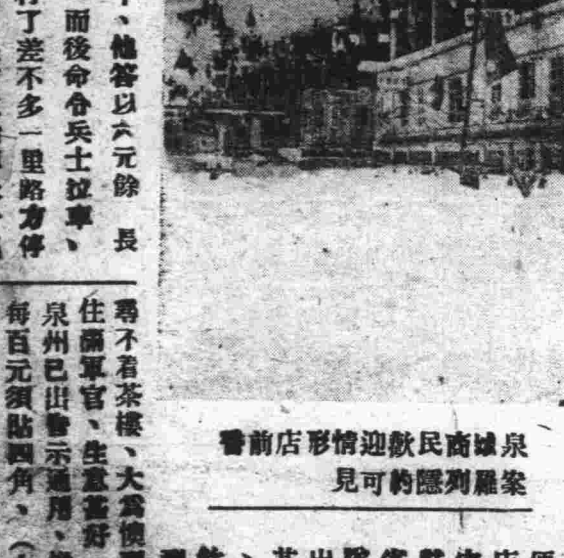 泉城商民歡迎情形店前香
案羅列隱約可見
、他答以六元餘 長
而後命令兵士拉車、
了差不多一里路方停
尋不着茶樓、大爲懊
住滿軍官、生意甚好
泉州已出告示通用、
每百元須貼四角、(